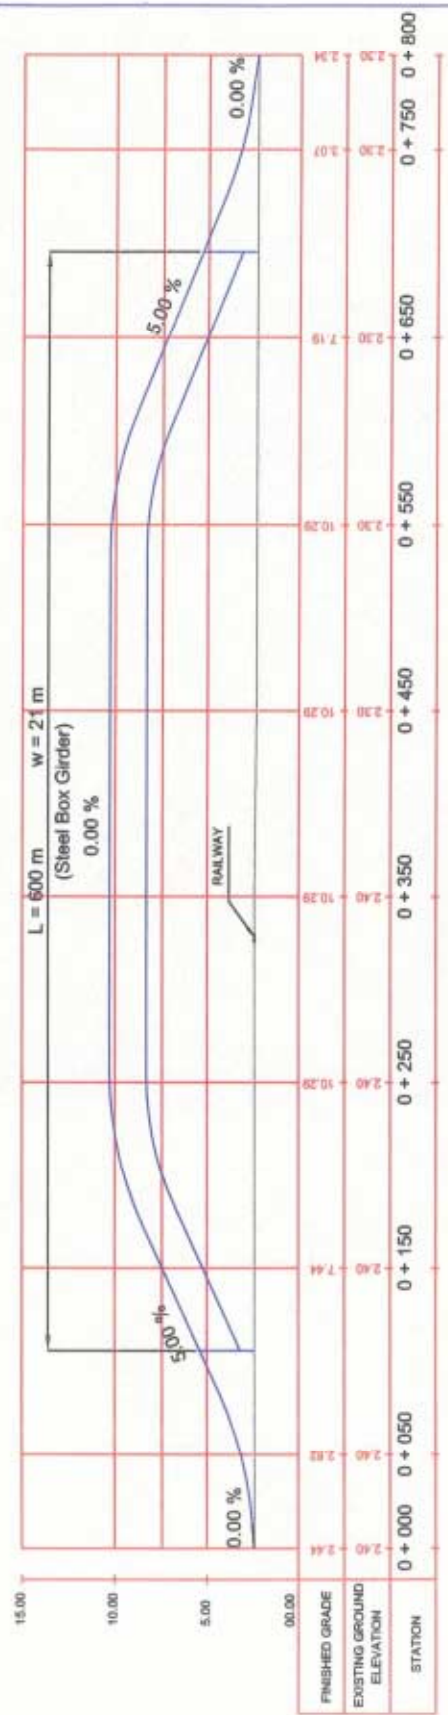 L = 600 m w = 21 m
(Steel Box Girder)
0.00 %
0.00 %
5.00 %
5.00 %
0.00 %
RAILWAY
15.00
10.00
5.00
00.00
FINISHED GRADE 2.44 7.44 10.29 10.29 10.29 10.29 7.19 3.07 2.34
EXISTING GROUND
ELEVATION 2.40 2.40 2.40 2.40 2.40 2.30 2.30 2.30 2.30 2.30
STATION 0 + 000 0 + 050 0 + 150 0 + 250 0 + 350 0 + 450 0 + 550 0 + 650 0 + 750 0 + 800